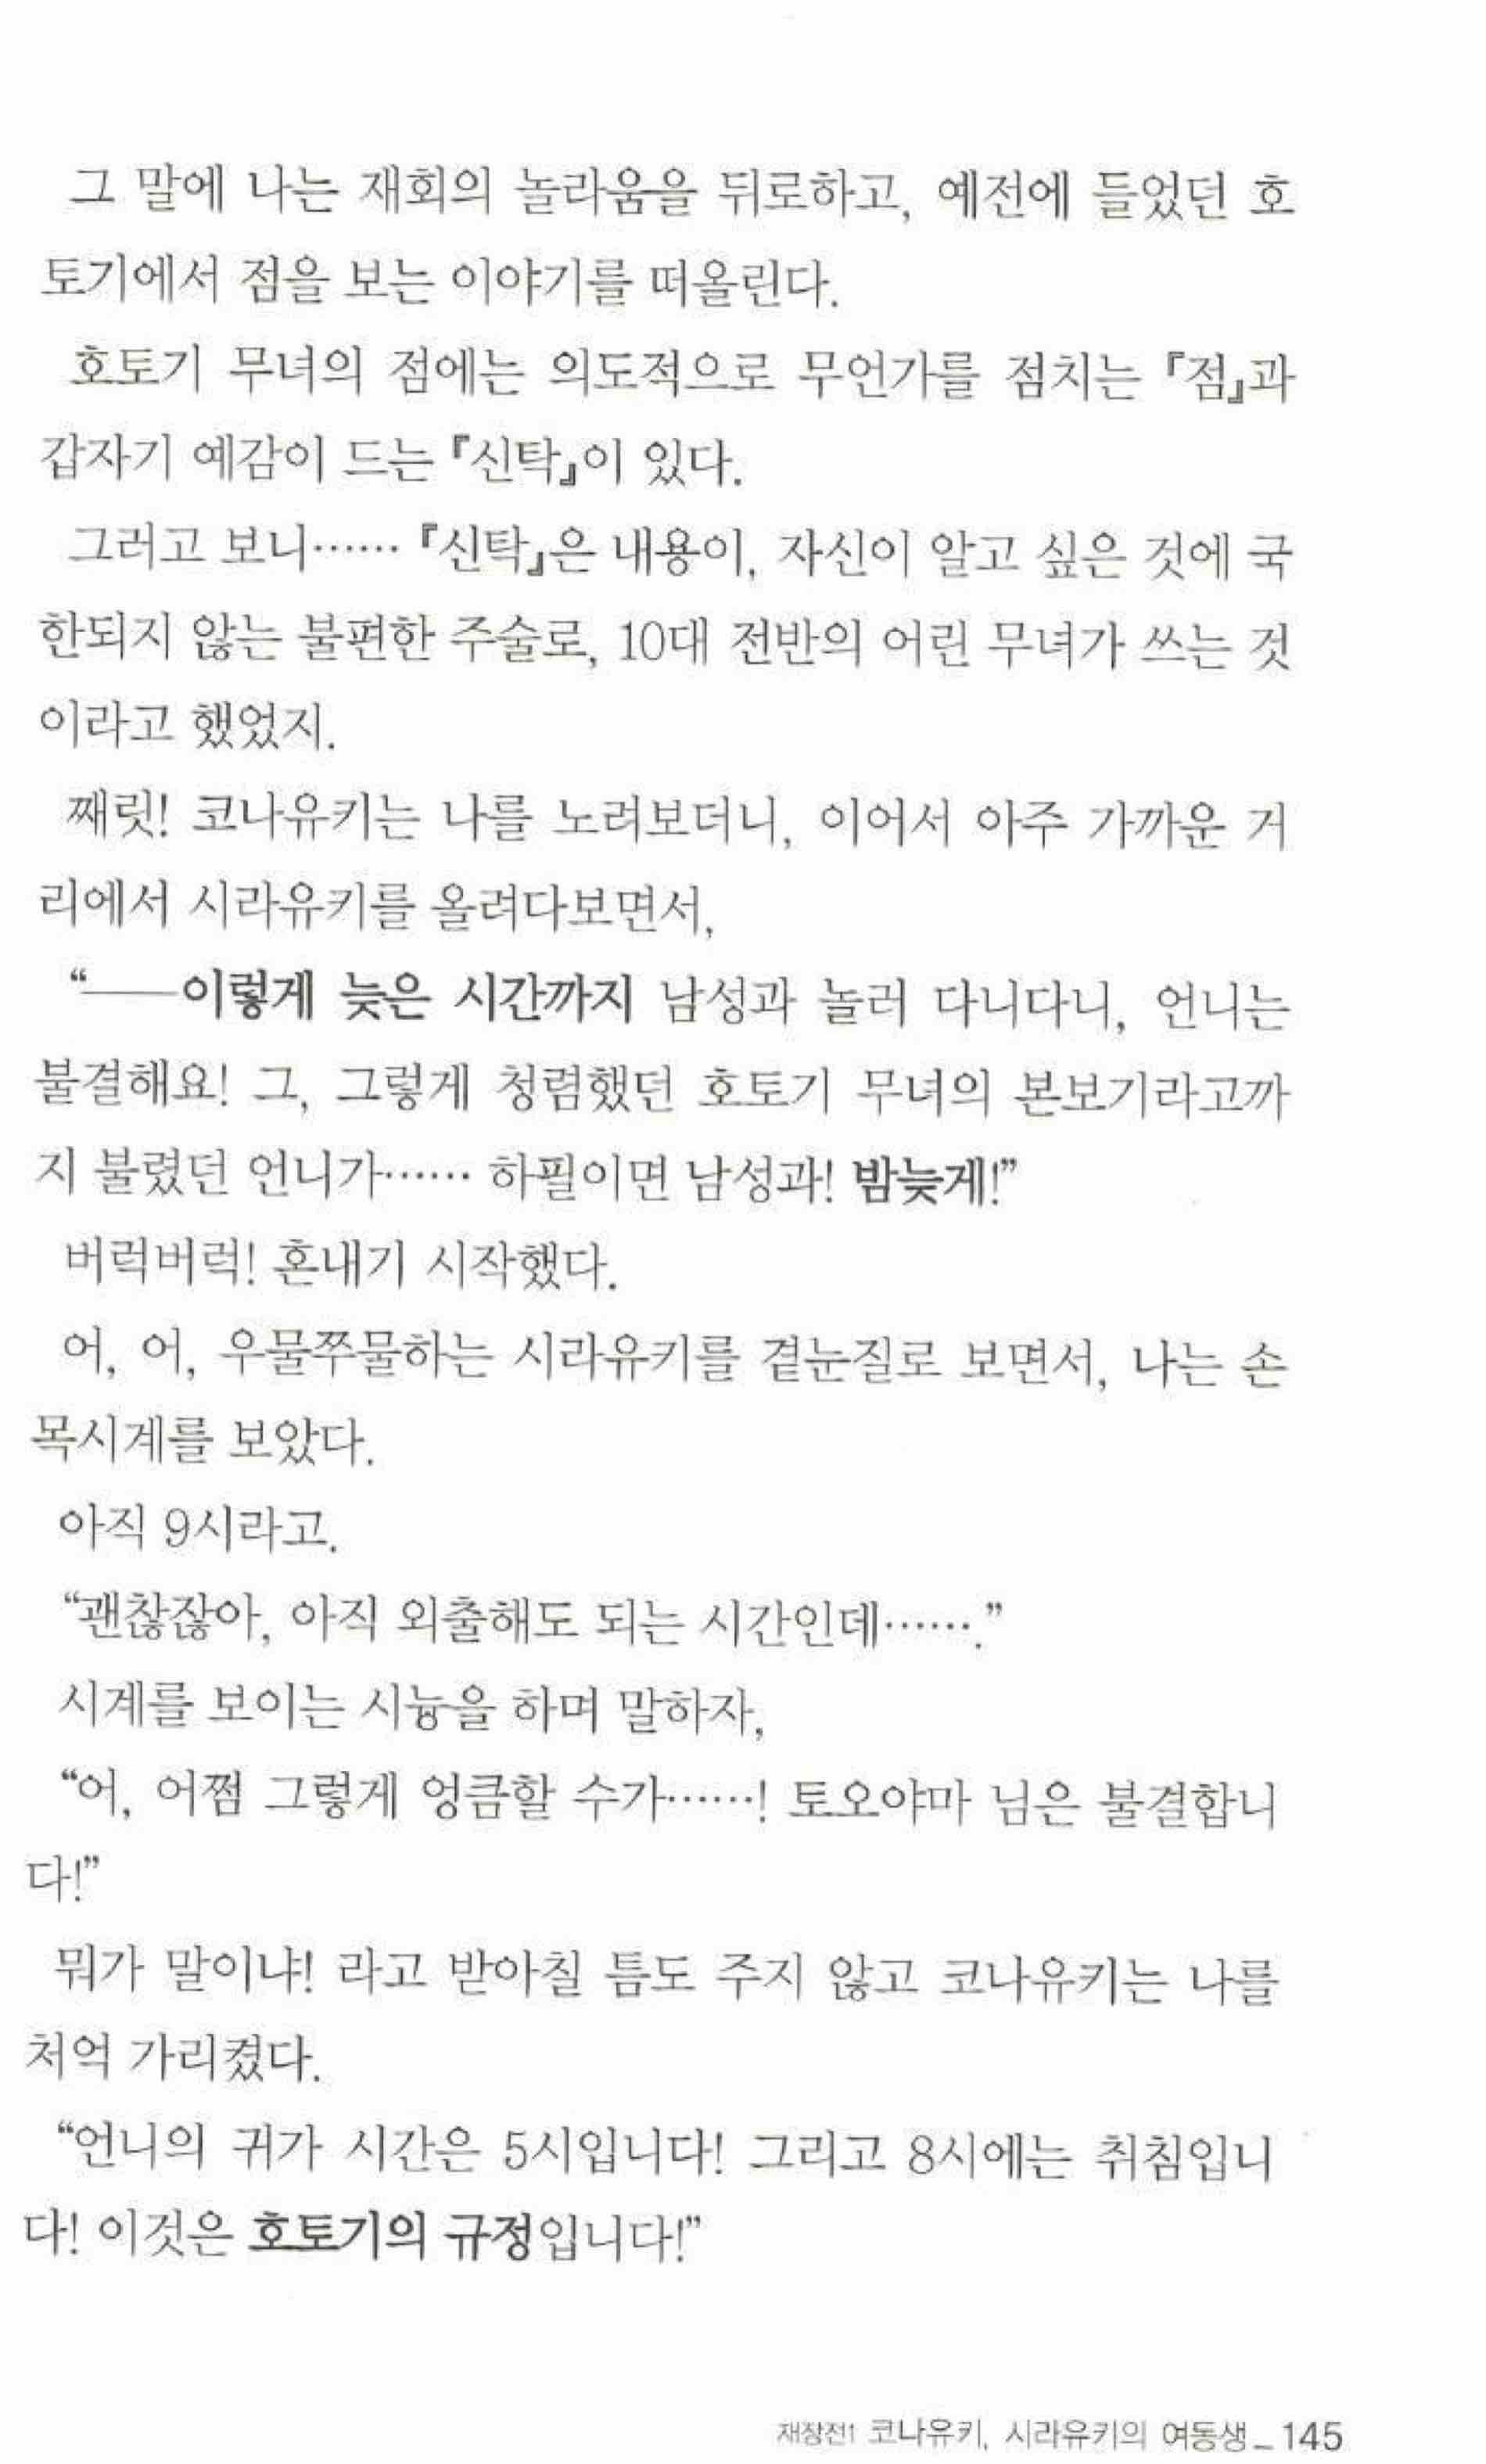 그 말에 나는 재회의 놀라움을 뒤로하고, 예전에 들었던 호
토기에서 점을 보는 이야기를 떠올린다.
호토기 무녀의 점에는 의도적으로 무언가를 점치는 『점』과
갑자기 예감이 드는 『신탁』이 있다.
그러고 보니…… 『신탁』은 내용이, 자신이 알고 싶은 것에 국
한되지 않는 불편한 주술로, 10대 전반의 어린 무녀가 쓰는 것
이라고 했었지.
째릿! 코나유키는 나를 노려보더니, 이어서 아주 가까운 거
리에서 시라유키를 올려다보면서,
“――이렇게 늦은 시간까지 남성과 놀러 다니다니, 언니는
불결해요! 그, 그렇게 청렴했던 호토기 무녀의 본보기라고까
지 불렸던 언니가…… 하필이면 남성과! 밤늦게!”
버럭버럭! 혼내기 시작했다.
어, 어, 우물쭈물하는 시라유키를 곁눈질로 보면서, 나는 손
목시계를 보았다.
아직 9시라고.
“괜찮잖아, 아직 외출해도 되는 시간인데…….”
시계를 보이는 시늉을 하며 말하자,
“어, 어쩜 그렇게 엉큼할 수가……! 토오야마 님은 불결합니
다!”
뭐가 말이냐! 라고 받아칠 틈도 주지 않고 코나유키는 나를
처억 가리켰다.
“언니의 귀가 시간은 5시입니다! 그리고 8시에는 취침입니
다! 이것은 호토기의 규정입니다!”
재장전1 코나유키, 시라유키의 여동생_145